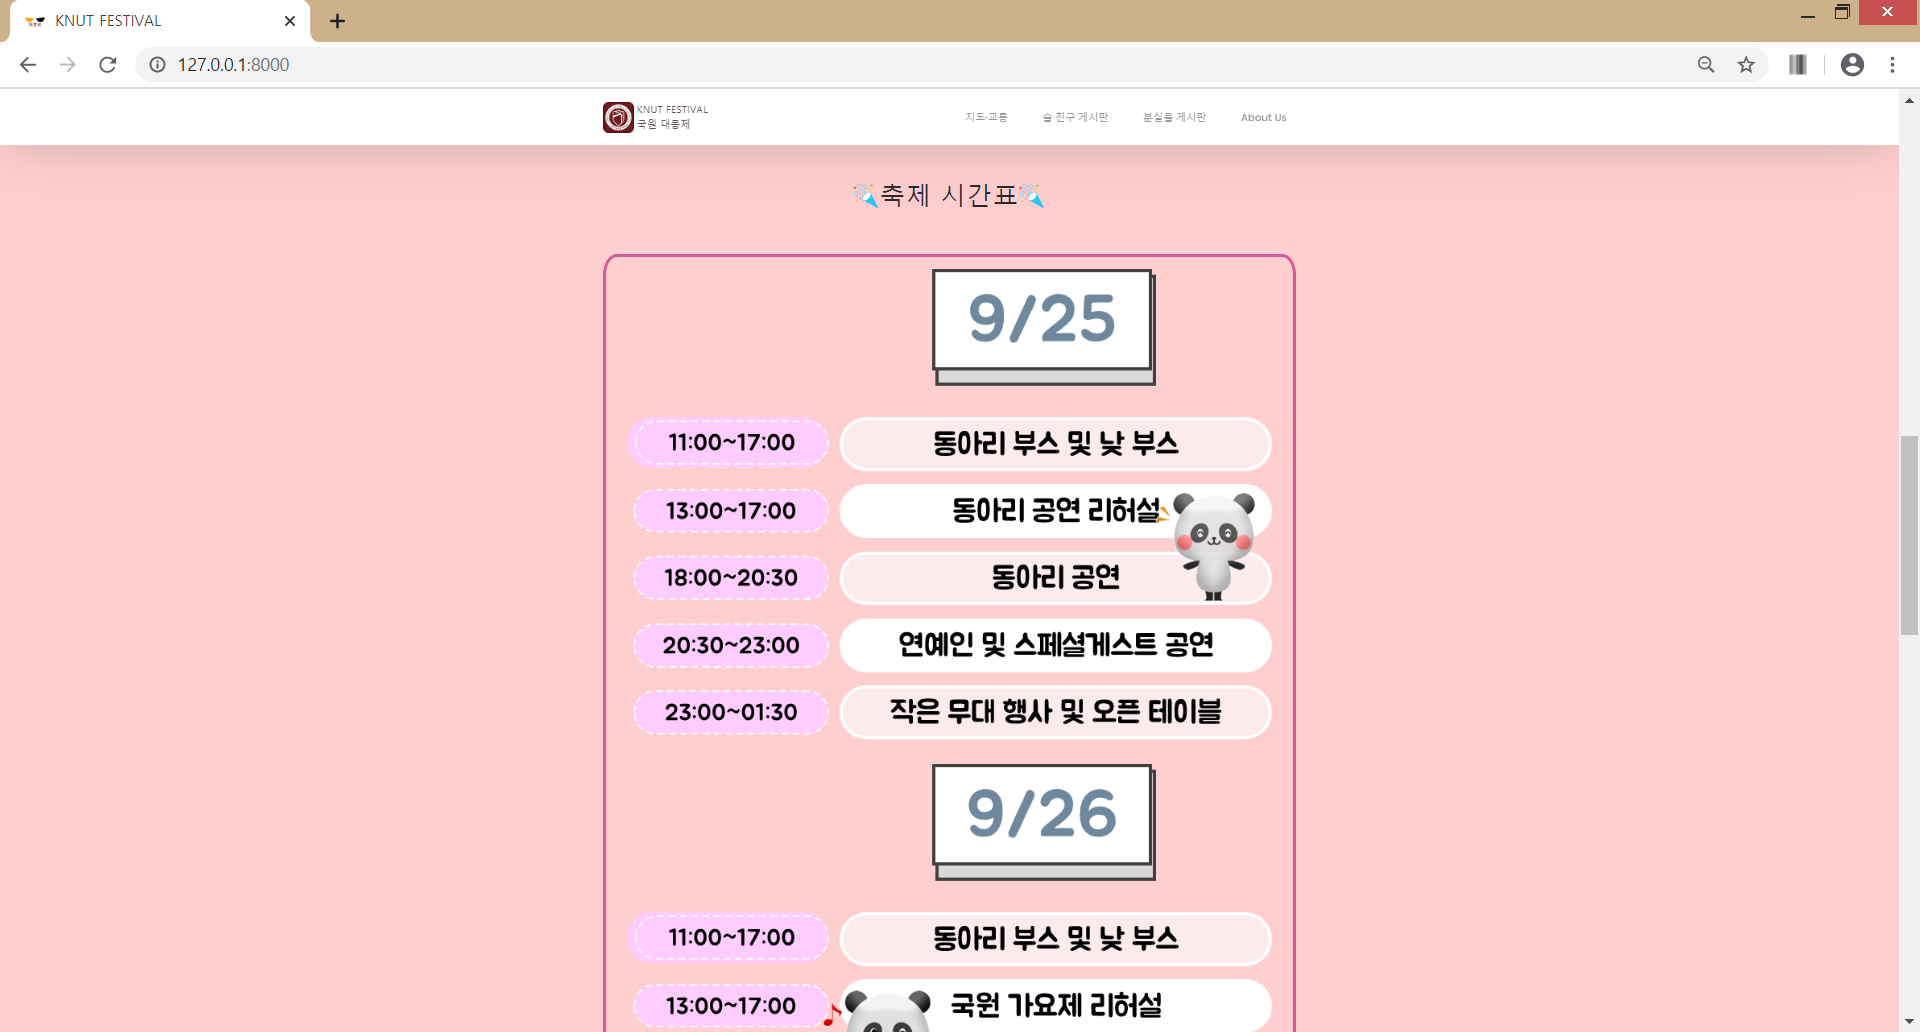 KNUT FESTIVAL
127.0.0.1:8000
KNUT FESTIVAL
국원 대동제
지도·교통 술 친구 게시판 분실물 게시판 About Us
축제 시간표
9/25
11:00~17:00 동아리 부스 및 낮 부스
13:00~17:00 동아리 공연 리허설
18:00~20:30 동아리 공연
20:30~23:00 연예인 및 스페셜게스트 공연
23:00~01:30 작은 무대 행사 및 오픈 테이블
9/26
11:00~17:00 동아리 부스 및 낮 부스
13:00~17:00 국원 가요제 리허설